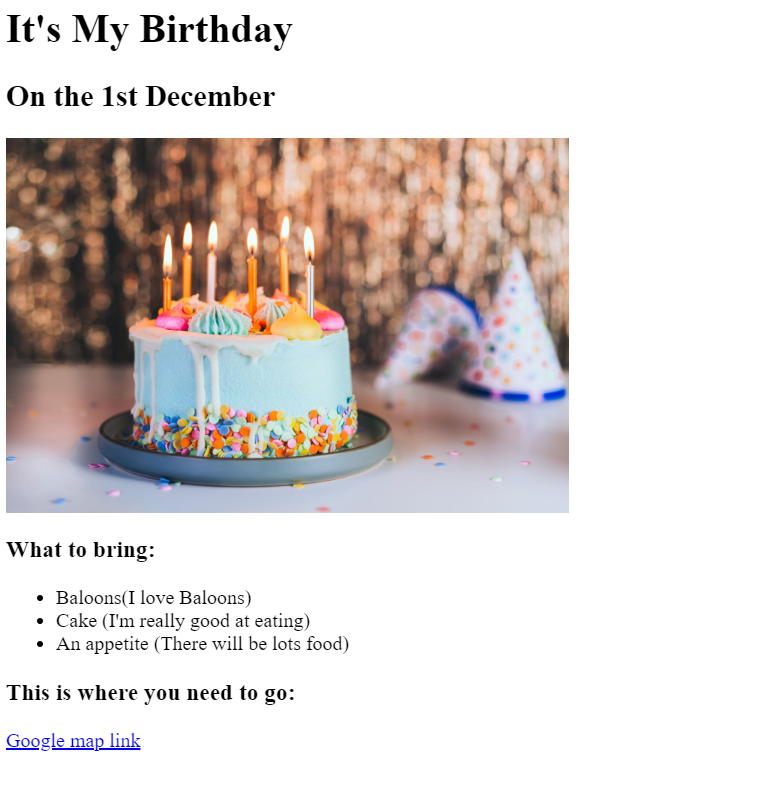 It's My Birthday
On the 1st December
What to bring:
Baloons(I love Baloons)
Cake (I'm really good at eating)
An appetite (There will be lots food)
This is where you need to go:
Google map link